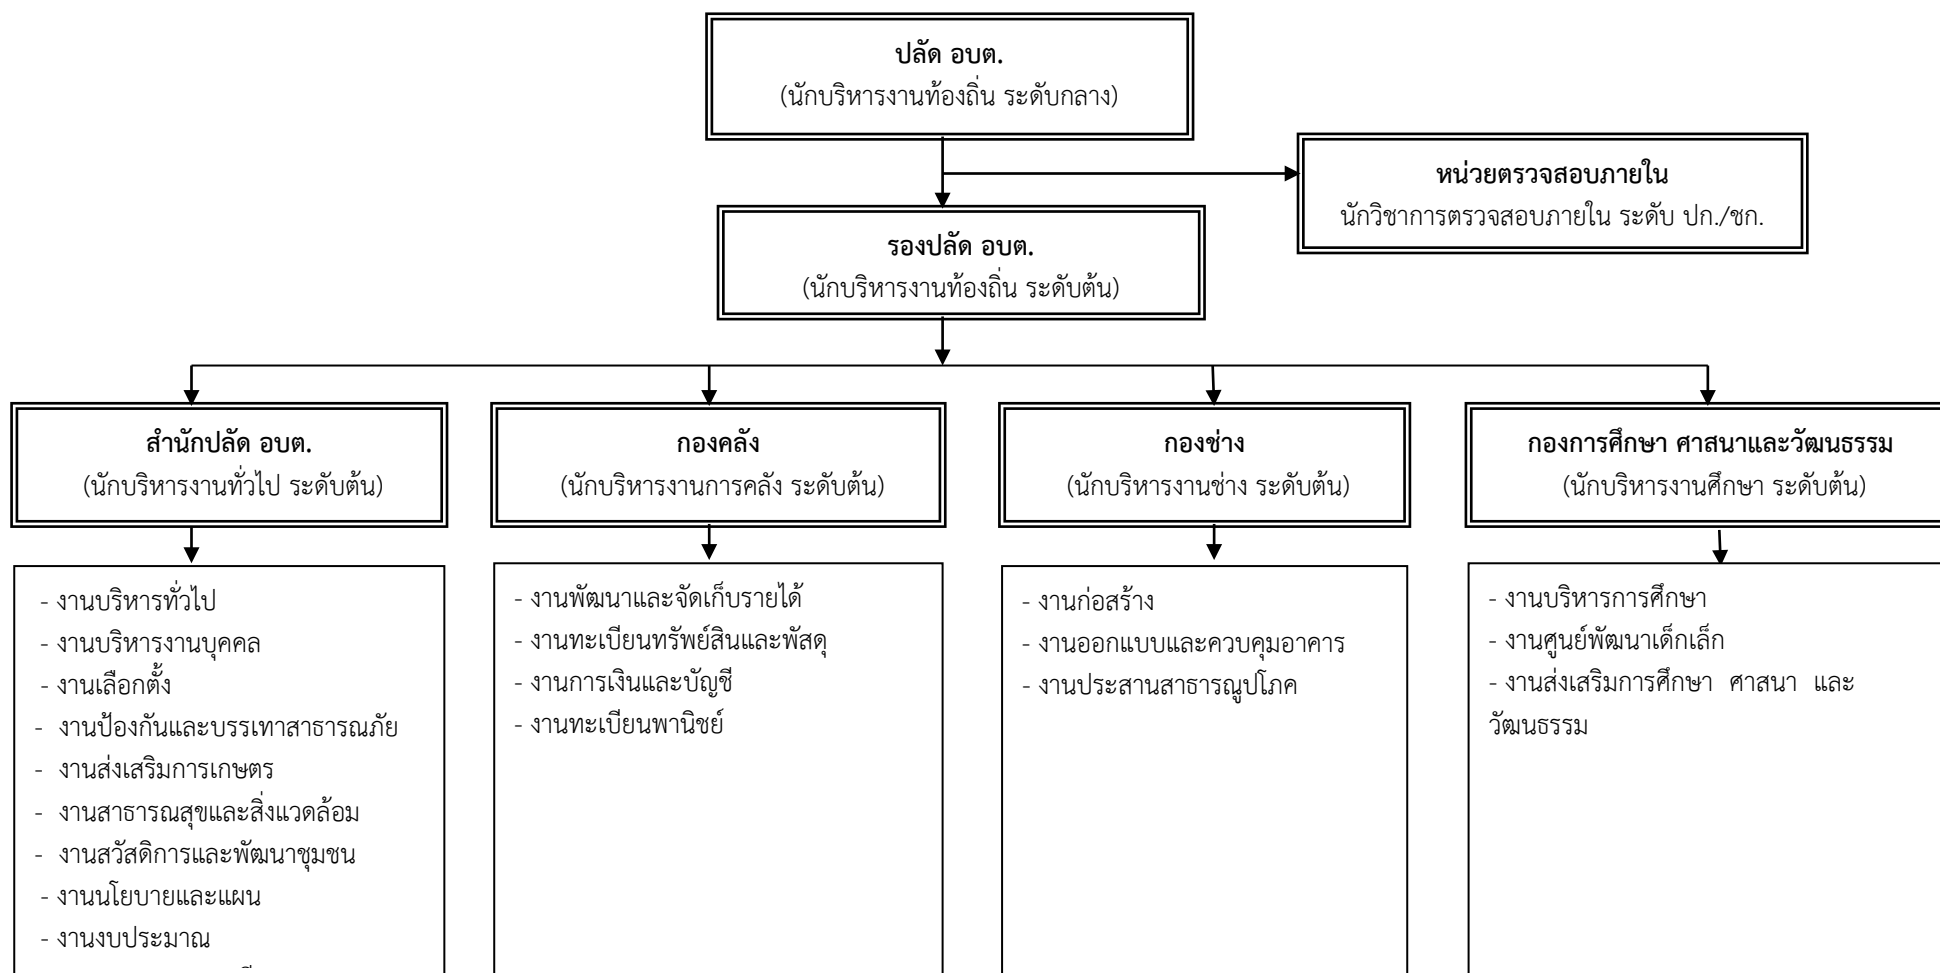 ปลัด อบต.
(นักบริหารงานท้องถิ่น ระดับกลาง)
หน่วยตรวจสอบภายใน
นักวิชาการตรวจสอบภายใน ระดับ ปก./ชก.
รองปลัด อบต.
(นักบริหารงานท้องถิ่น ระดับต้น)
สำนักปลัด อบต.
(นักบริหารงานทั่วไป ระดับต้น)
กองคลัง
(นักบริหารงานการคลัง ระดับต้น)
กองช่าง
(นักบริหารงานช่าง ระดับต้น)
กองการศึกษา ศาสนาและวัฒนธรรม
(นักบริหารงานศึกษา ระดับต้น)
- งานบริหารทั่วไป
- งานบริหารงานบุคคล
- งานเลือกตั้ง
- งานป้องกันและบรรเทาสาธารณภัย
- งานส่งเสริมการเกษตร
- งานสาธารณสุขและสิ่งแวดล้อม
- งานสวัสดิการและพัฒนาชุมชน
- งานนโยบายและแผน
- งานงบประมาณ
- งานพัฒนาและจัดเก็บรายได้
- งานทะเบียนทรัพย์สินและพัสดุ
- งานการเงินและบัญชี
- งานทะเบียนพานิชย์
- งานก่อสร้าง
- งานออกแบบและควบคุมอาคาร
- งานประสานสาธารณูปโภค
- งานบริหารการศึกษา
- งานศูนย์พัฒนาเด็กเล็ก
- งานส่งเสริมการศึกษา ศาสนา และ
วัฒนธรรม